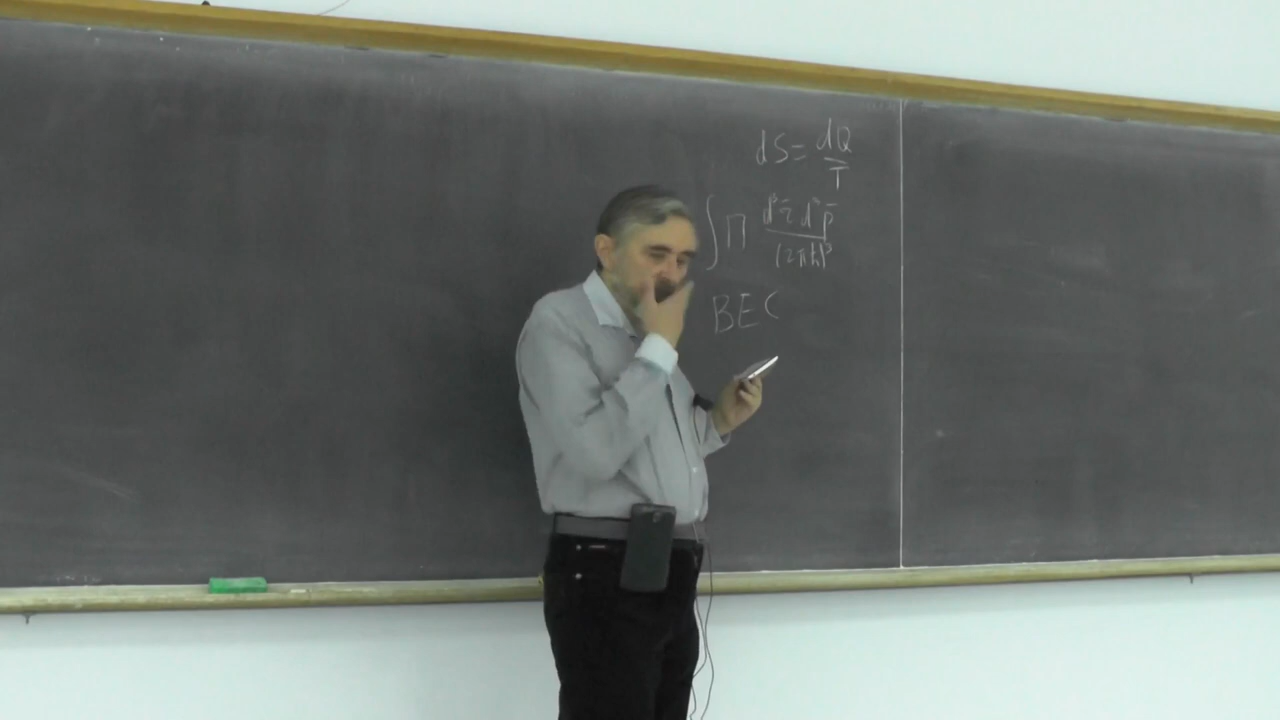 dS = dQ/T
∫∏ d³r̄ d³p̄/(2πħ)³
BEC